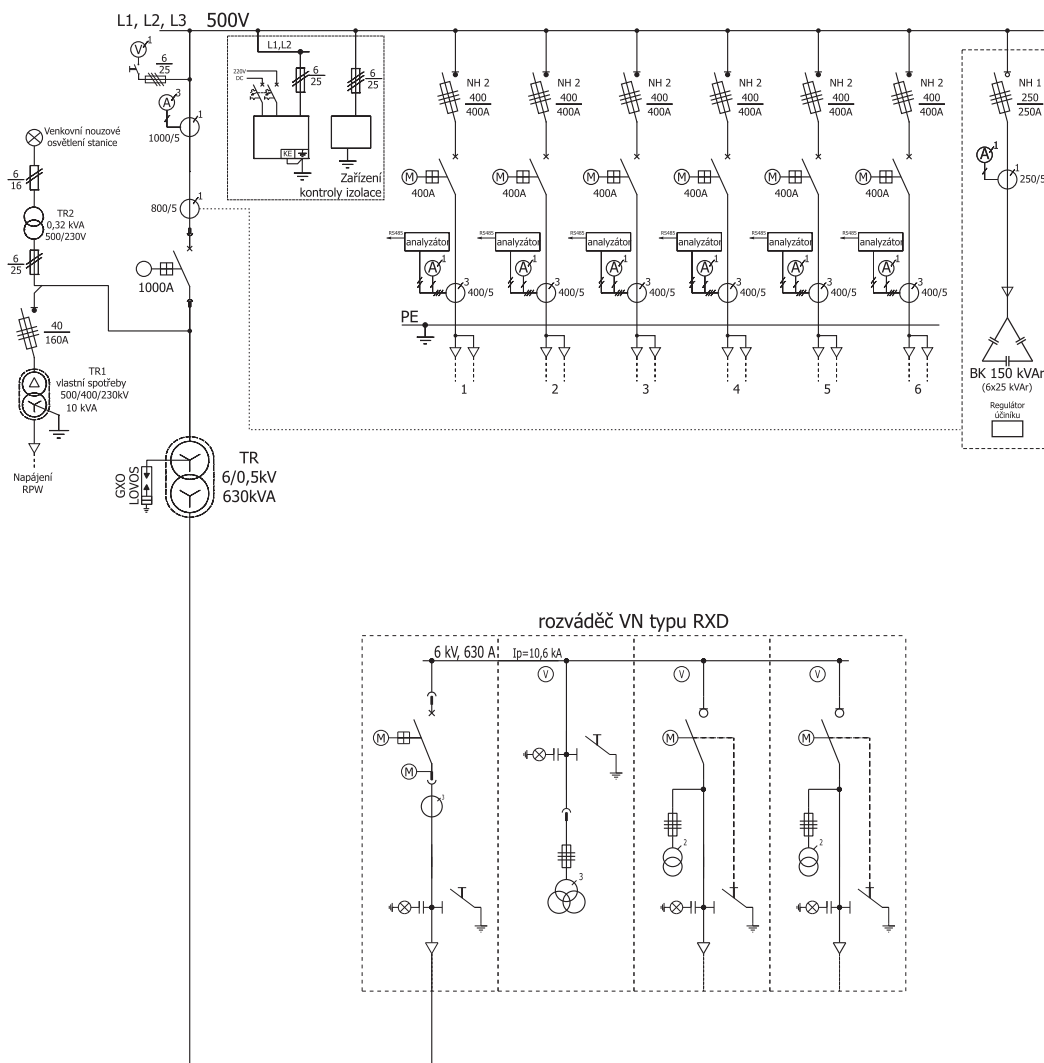 L1, L2, L3 500V
V 1
6
25
A 3
1
1000/5
Venkovní nouzové
osvětlení stanice
6
16
TR2
0,32 kVA
500/230V
6
25
800/5
1
1000A
40
160A
TR1
vlastní spotřeby
500/400/230kV
10 kVA
Napájení
RPW
GXO
LOVOS
TR
6/0,5kV
630kVA
L1,L2
220V
DC
6
25
6
25
KE
Zařízení
kontroly izolace
NH 2
400
400A
NH 2
400
400A
NH 2
400
400A
NH 2
400
400A
NH 2
400
400A
NH 2
400
400A
NH 1
250
250A
M
400A
M
400A
M
400A
M
400A
M
400A
M
400A
A 1
1
250/5
RS485
analyzátor
RS485
analyzátor
RS485
analyzátor
RS485
analyzátor
RS485
analyzátor
RS485
analyzátor
A 1
3
400/5
A 1
3
400/5
A 1
3
400/5
A 1
3
400/5
A 1
3
400/5
A 1
3
400/5
PE
1
2
3
4
5
6
BK 150 kVAr
(6x25 kVAr)
Regulátor
účiníku
rozváděč VN typu RXD
6 kV, 630 A Ip=10,6 kA
V
V
V
M
M
M
M
3
2
2